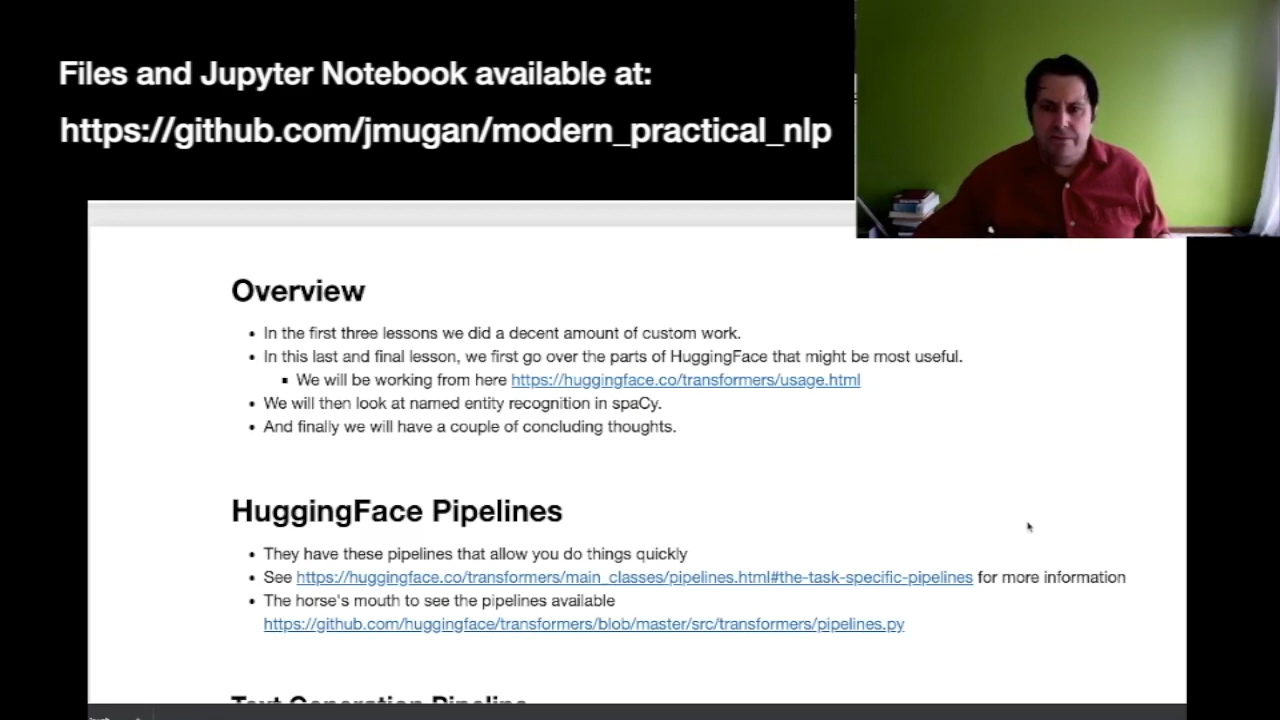 Files and Jupyter Notebook available at:
https://github.com/jmugan/modern_practical_nlp
Overview
• In the first three lessons we did a decent amount of custom work.
• In this last and final lesson, we first go over the parts of HuggingFace that might be most useful.
▪ We will be working from here https://huggingface.co/transformers/usage.html
• We will then look at named entity recognition in spaCy.
• And finally we will have a couple of concluding thoughts.
HuggingFace Pipelines
• They have these pipelines that allow you do things quickly
• See https://huggingface.co/transformers/main_classes/pipelines.html#the-task-specific-pipelines for more information
• The horse's mouth to see the pipelines available
https://github.com/huggingface/transformers/blob/master/src/transformers/pipelines.py
Text Generation Pipeline